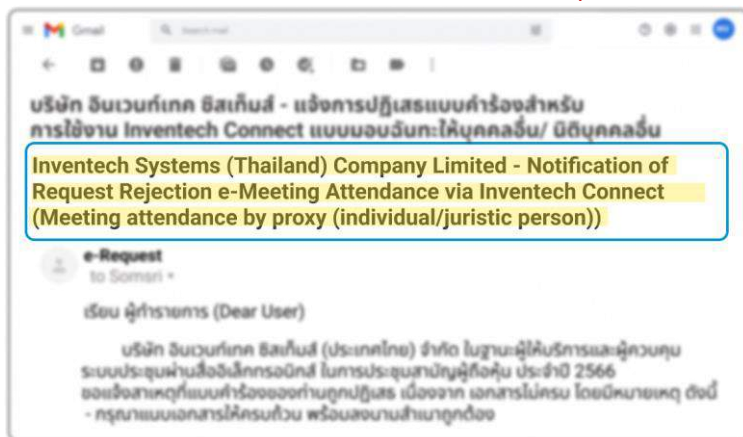 Gmail
Search mail
บริษัท อินเวนท์เทค ซิสเท็มส์ - แจ้งการปฏิเสธแบบคำร้องสำหรับ
การใช้งาน Inventech Connect แบบมอบฉันทะให้บุคคลอื่น/ นิติบุคคลอื่น
Inventech Systems (Thailand) Company Limited - Notification of
Request Rejection e-Meeting Attendance via Inventech Connect
(Meeting attendance by proxy (individual/juristic person))
e-Request
to Somsri
เรียน ผู้ทำรายการ (Dear User)
บริษัท อินเวนท์เทค ซิสเท็มส์ (ประเทศไทย) จำกัด ในฐานะผู้ให้บริการและผู้ควบคุม
ระบบประชุมผ่านสื่ออิเล็กทรอนิกส์ ในการประชุมสามัญผู้ถือหุ้น ประจำปี 2566
ขอแจ้งสาเหตุที่แบบคำร้องของท่านถูกปฏิเสธ เนื่องจาก เอกสารไม่ครบ โดยมีหมายเหตุ ดังนี้
- กรุณาแนบเอกสารให้ครบถ้วน พร้อมลงนามสำเนาถูกต้อง